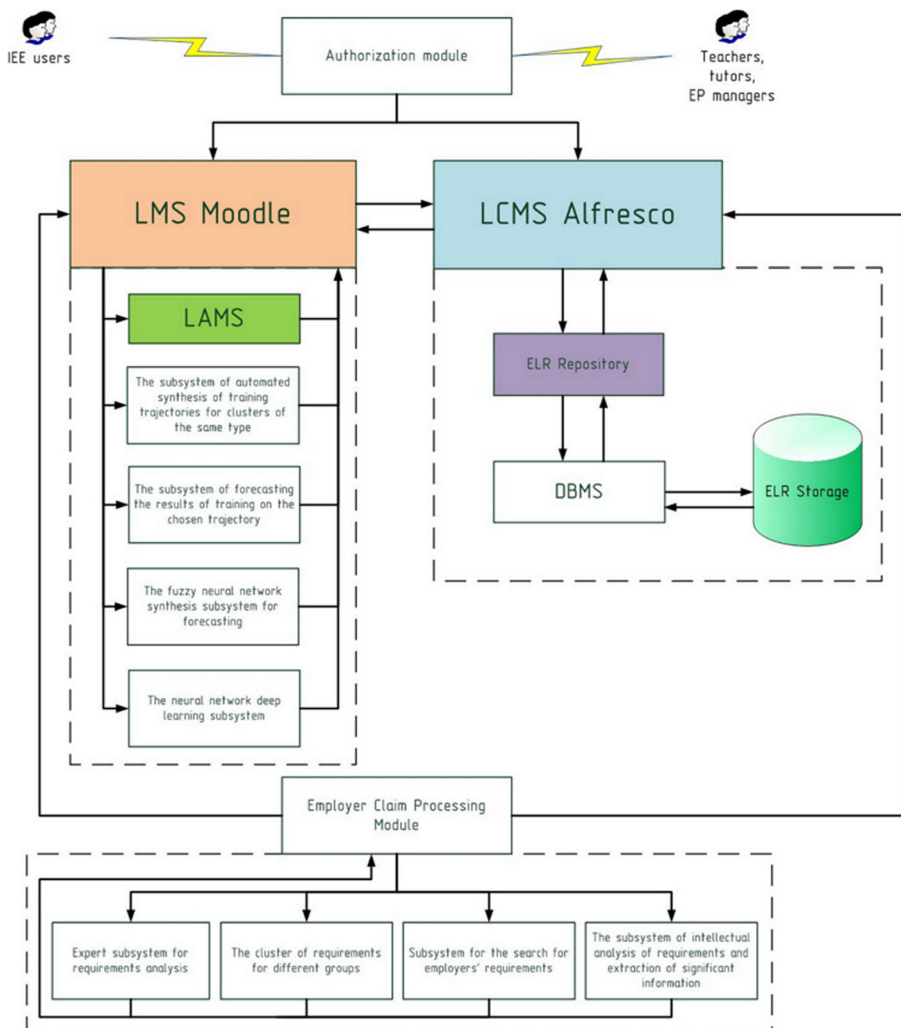 IEE users
Authorization module
Teachers,
tutors,
EP managers
LMS Moodle
LCMS Alfresco
LAMS
The subsystem of automated
synthesis of training
trajectories for clusters of
the same type
The subsystem of forecasting
the results of training on the
chosen trajectory
The fuzzy neural network
synthesis subsystem for
forecasting
The neural network deep
learning subsystem
ELR Repository
DBMS
ELR Storage
Employer Claim Processing
Module
Expert subsystem for
requirements analysis
The cluster of requirements
for different groups
Subsystem for the search for
employers' requirements
The subsystem of intellectual
analysis of requirements and
extraction of significant
information